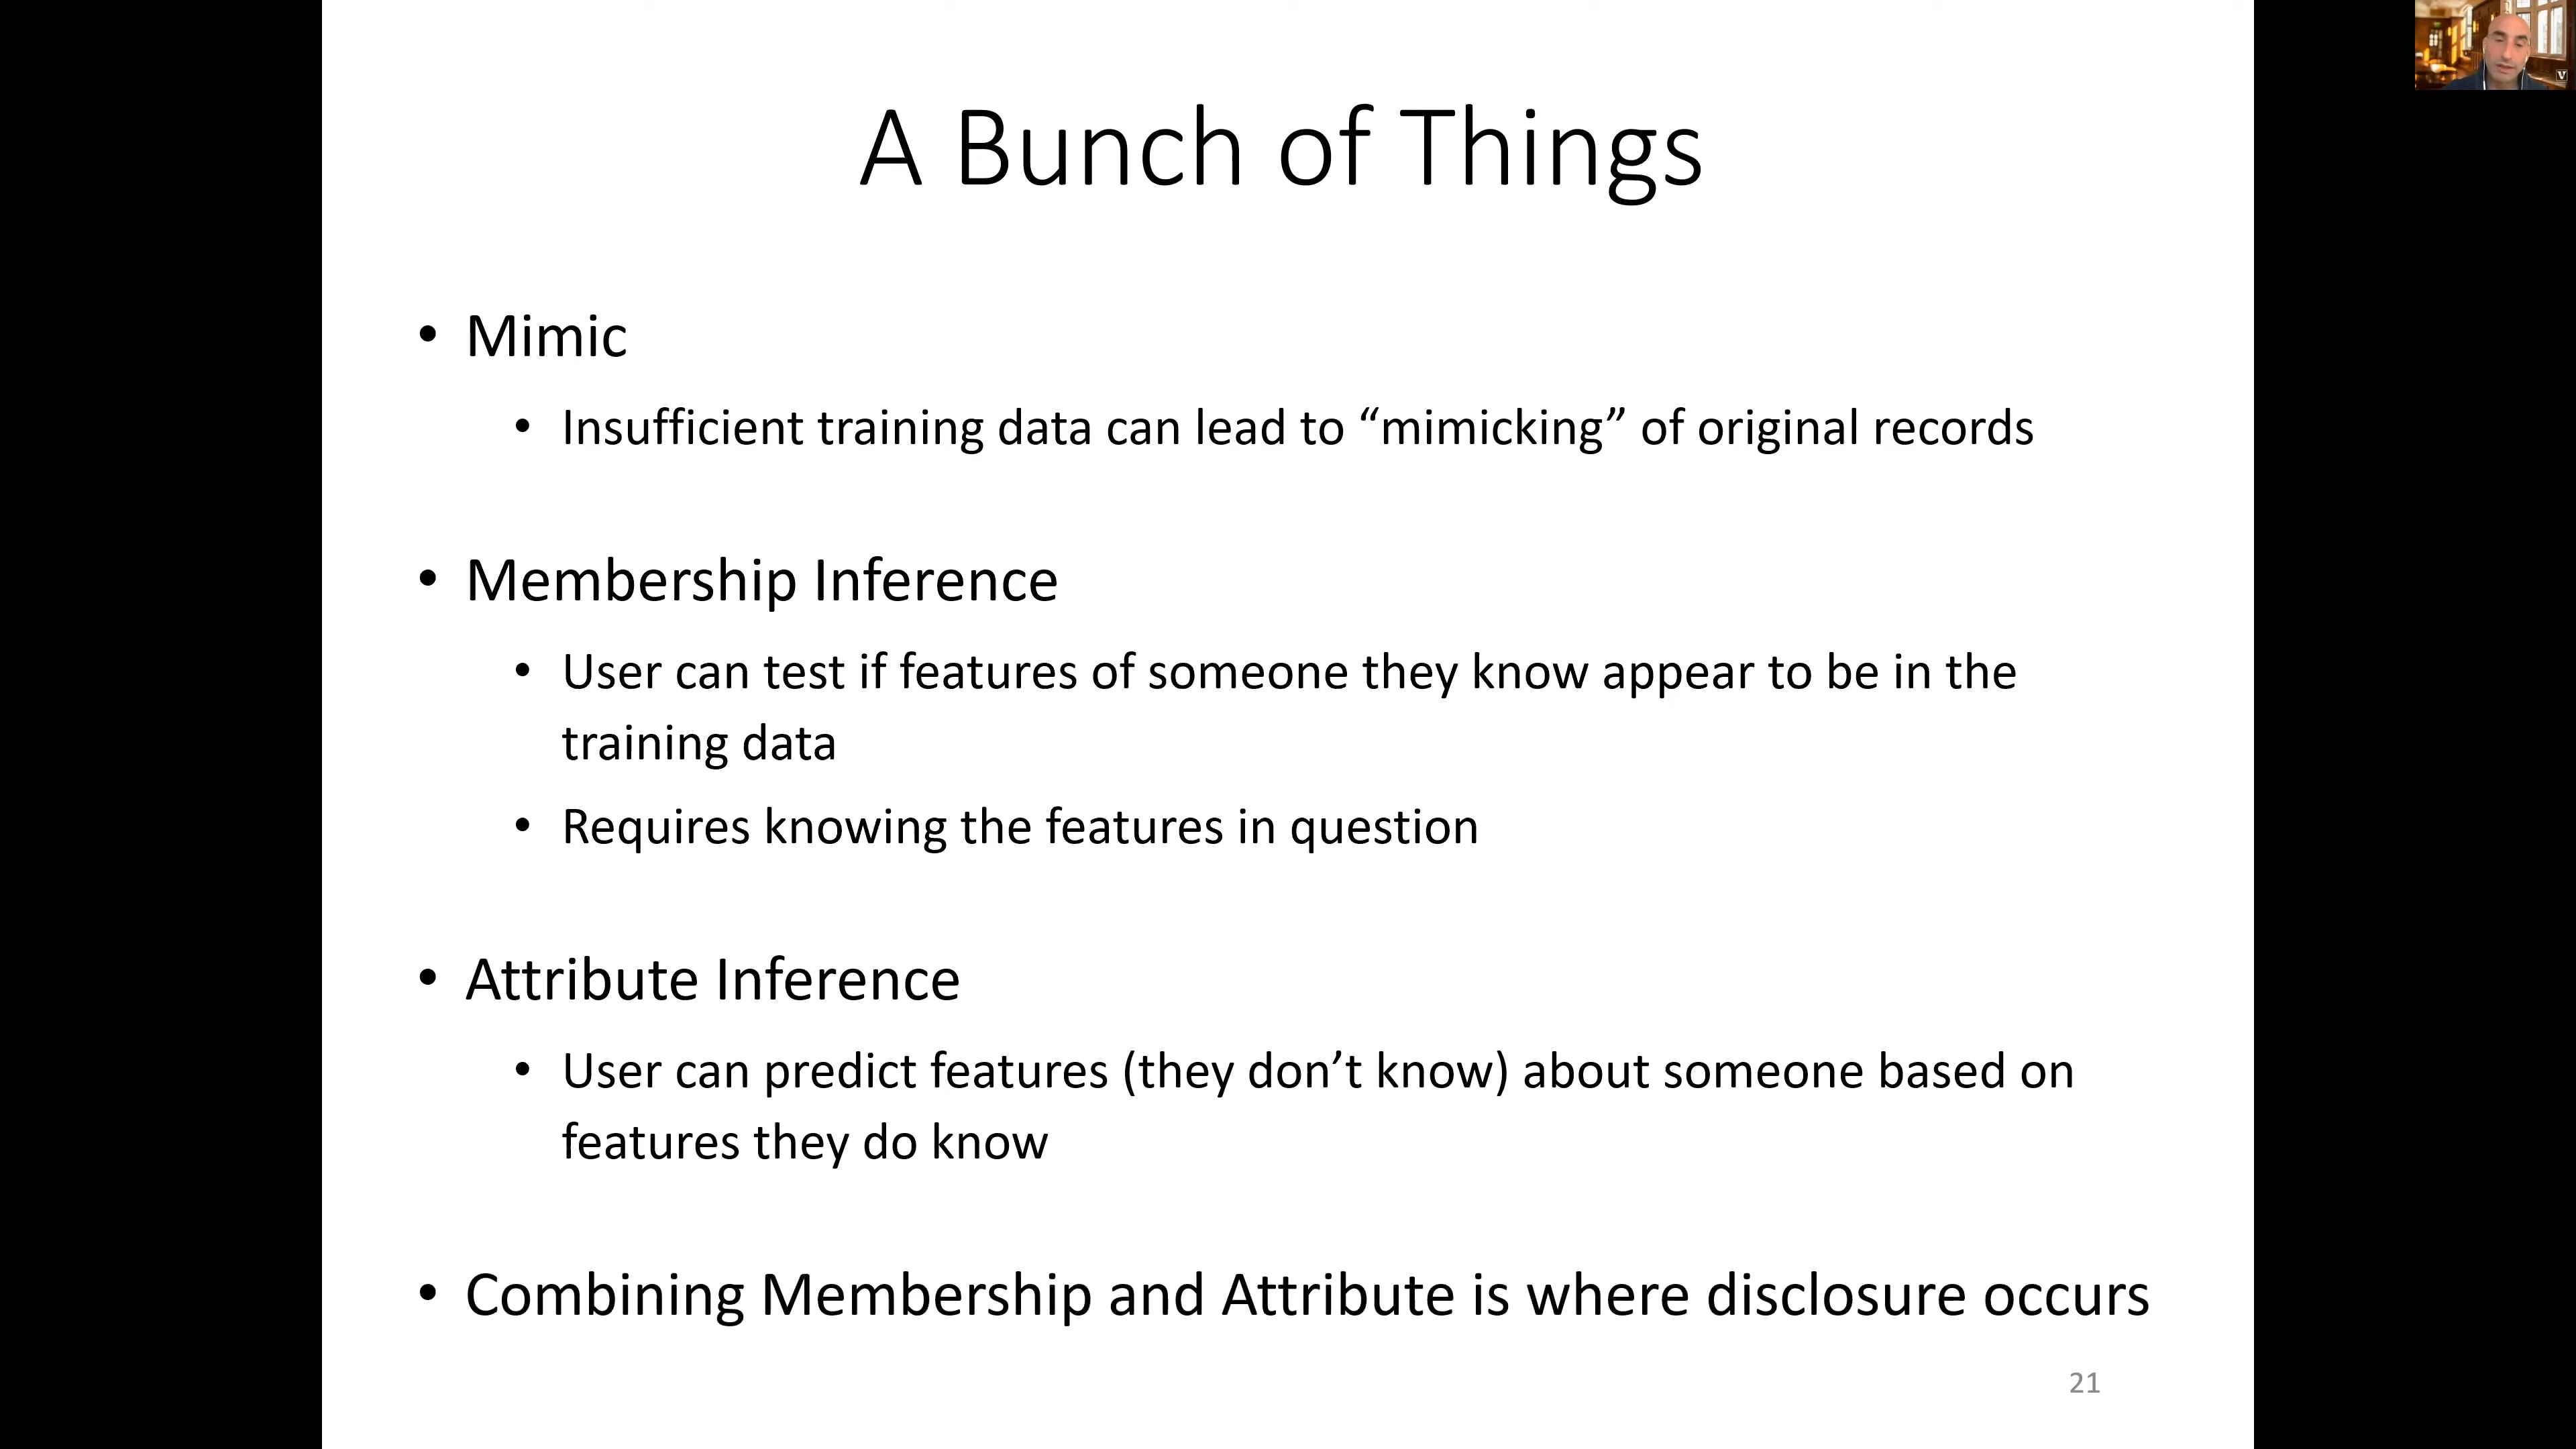 A Bunch of Things
• Mimic
• Insufficient training data can lead to “mimicking” of original records
• Membership Inference
• User can test if features of someone they know appear to be in the
training data
• Requires knowing the features in question
• Attribute Inference
• User can predict features (they don’t know) about someone based on
features they do know
• Combining Membership and Attribute is where disclosure occurs
21
V